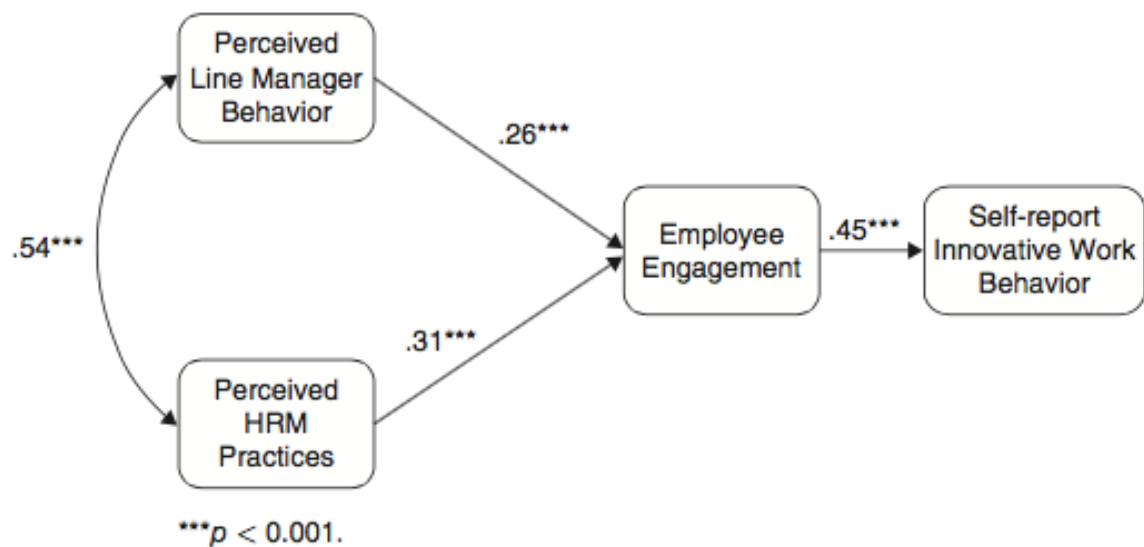 Perceived
Line Manager
Behavior
.26***
.54***
Employee
Engagement
.45***
Self-report
Innovative Work
Behavior
.31***
Perceived
HRM
Practices
***p < 0.001.